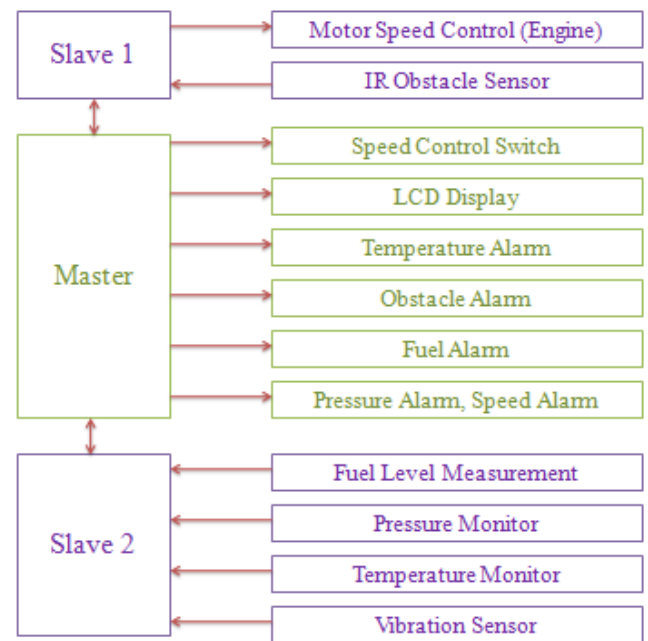 Slave 1
Motor Speed Control (Engine)
IR Obstacle Sensor
Master
Speed Control Switch
LCD Display
Temperature Alarm
Obstacle Alarm
Fuel Alarm
Pressure Alarm, Speed Alarm
Slave 2
Fuel Level Measurement
Pressure Monitor
Temperature Monitor
Vibration Sensor